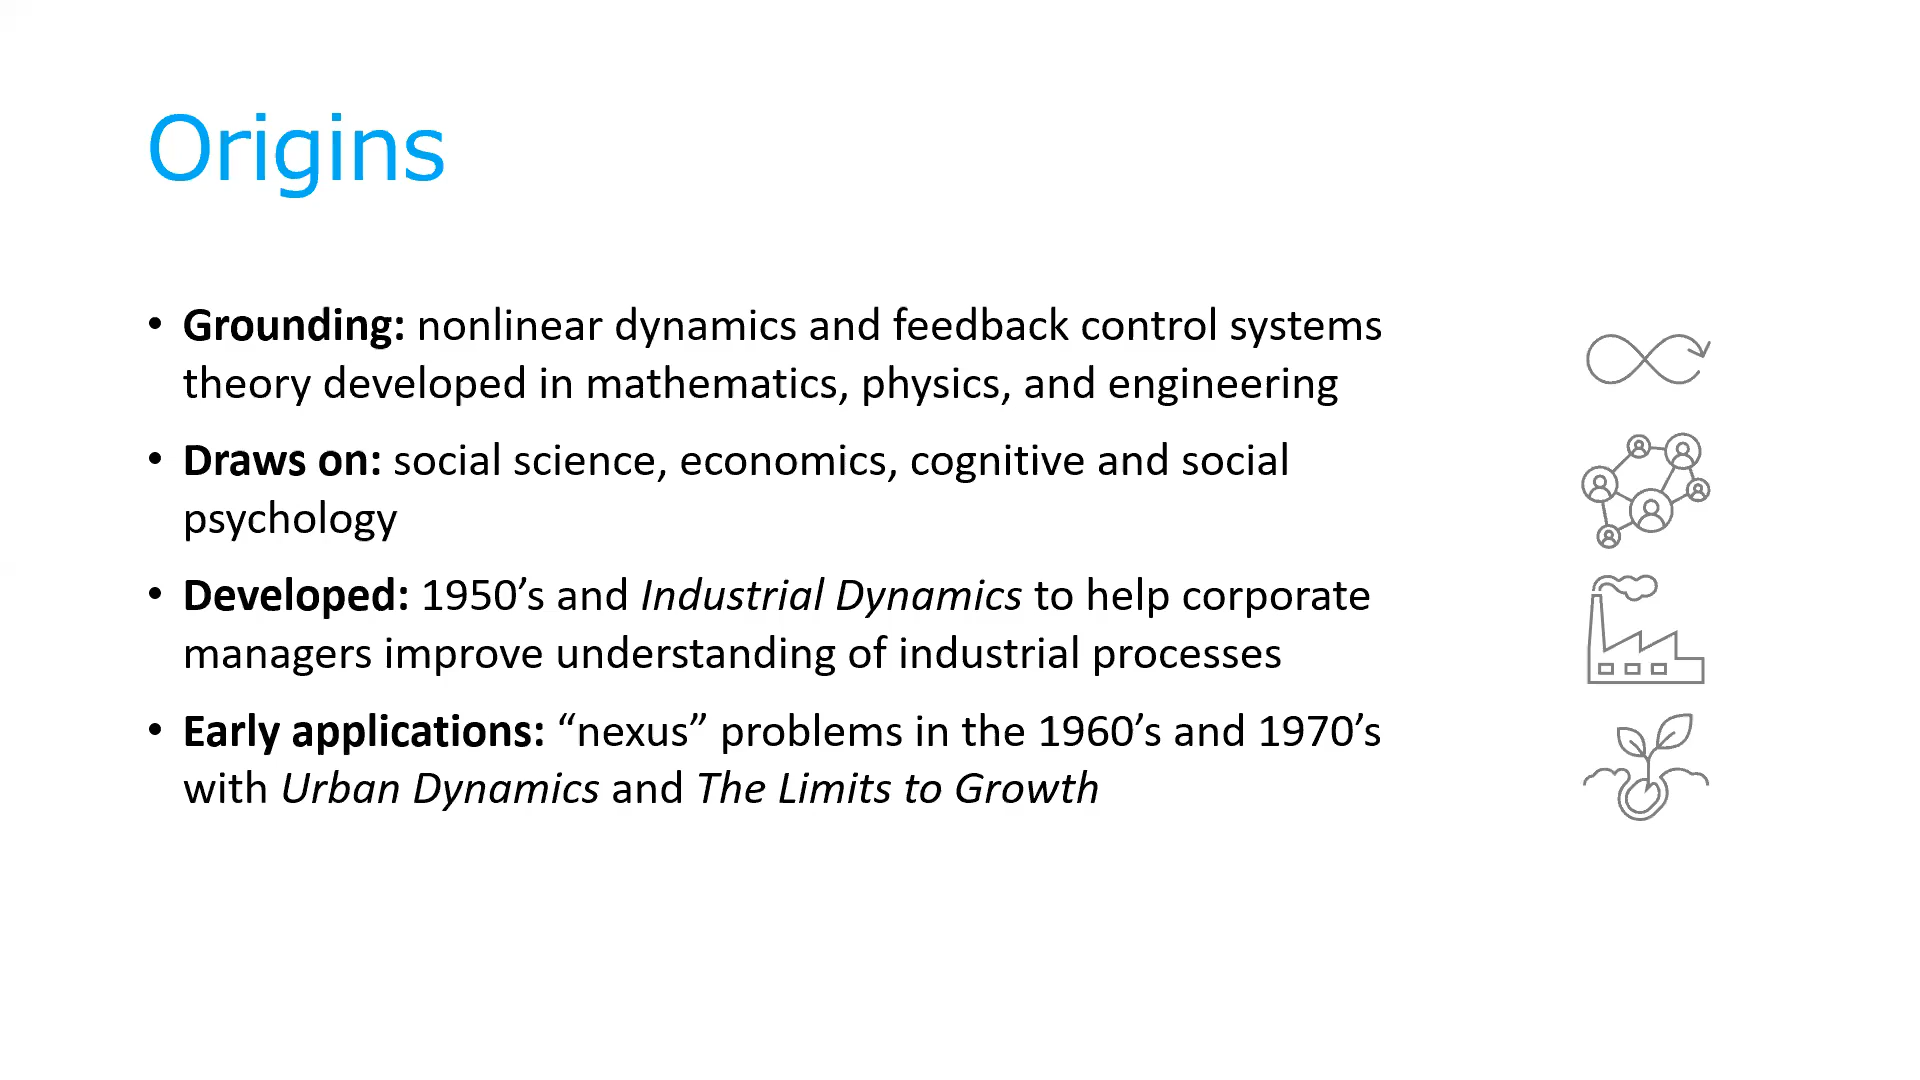 Origins
• Grounding: nonlinear dynamics and feedback control systems
theory developed in mathematics, physics, and engineering
• Draws on: social science, economics, cognitive and social
psychology
• Developed: 1950’s and Industrial Dynamics to help corporate
managers improve understanding of industrial processes
• Early applications: “nexus” problems in the 1960’s and 1970’s
with Urban Dynamics and The Limits to Growth